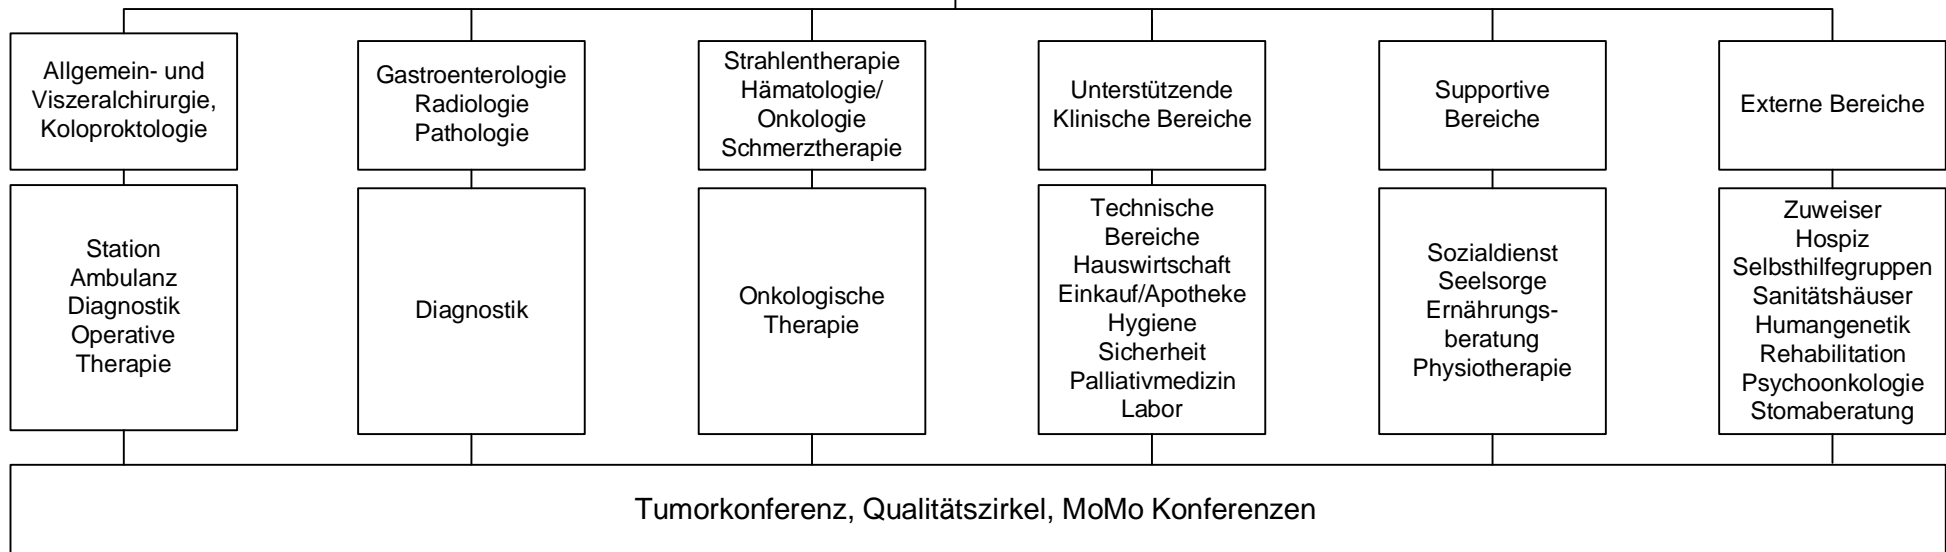 Allgemein- und
Viszeralchirurgie,
Koloproktologie
Gastroenterologie
Radiologie
Pathologie
Strahlentherapie
Hämatologie/
Onkologie
Schmerztherapie
Unterstützende
Klinische Bereiche
Supportive
Bereiche
Externe Bereiche
Station
Ambulanz
Diagnostik
Operative
Therapie
Diagnostik
Onkologische
Therapie
Technische
Bereiche
Hauswirtschaft
Einkauf/Apotheke
Hygiene
Sicherheit
Palliativmedizin
Labor
Sozialdienst
Seelsorge
Ernährungs-
beratung
Physiotherapie
Zuweiser
Hospiz
Selbsthilfegruppen
Sanitätshäuser
Humangenetik
Rehabilitation
Psychoonkologie
Stomaberatung
Tumorkonferenz, Qualitätszirkel, MoMo Konferenzen